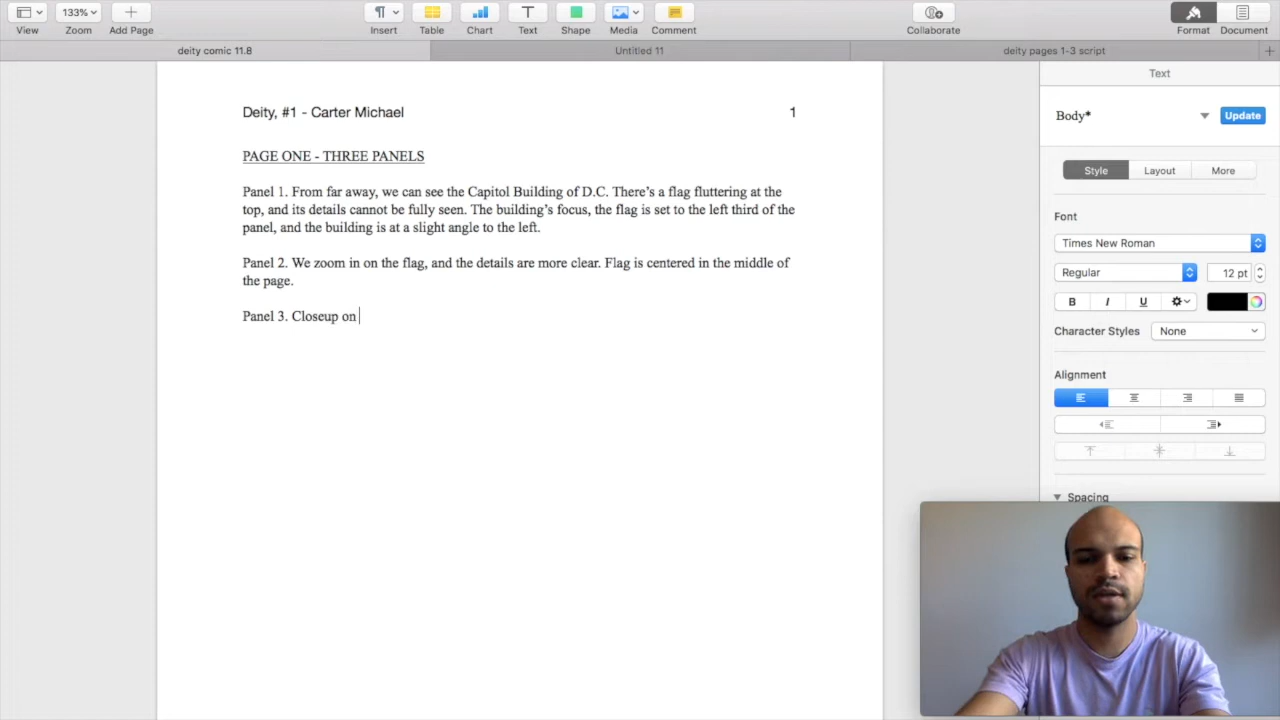 View
133%
Zoom
Add Page
Insert
Table
Chart
Text
Shape
Media
Comment
Collaborate
Format
Document
deity comic 11.8
Untitled 11
deity pages 1-3 script
Deity, #1 - Carter Michael
1
PAGE ONE - THREE PANELS
Panel 1. From far away, we can see the Capitol Building of D.C. There's a flag fluttering at the
top, and its details cannot be fully seen. The building's focus, the flag is set to the left third of the
panel, and the building is at a slight angle to the left.
Panel 2. We zoom in on the flag, and the details are more clear. Flag is centered in the middle of
the page.
Panel 3. Closeup on
Text
Body*
Update
Style
Layout
More
Font
Times New Roman
Regular
12 pt
B
I
U
Character Styles
None
Alignment
Spacing